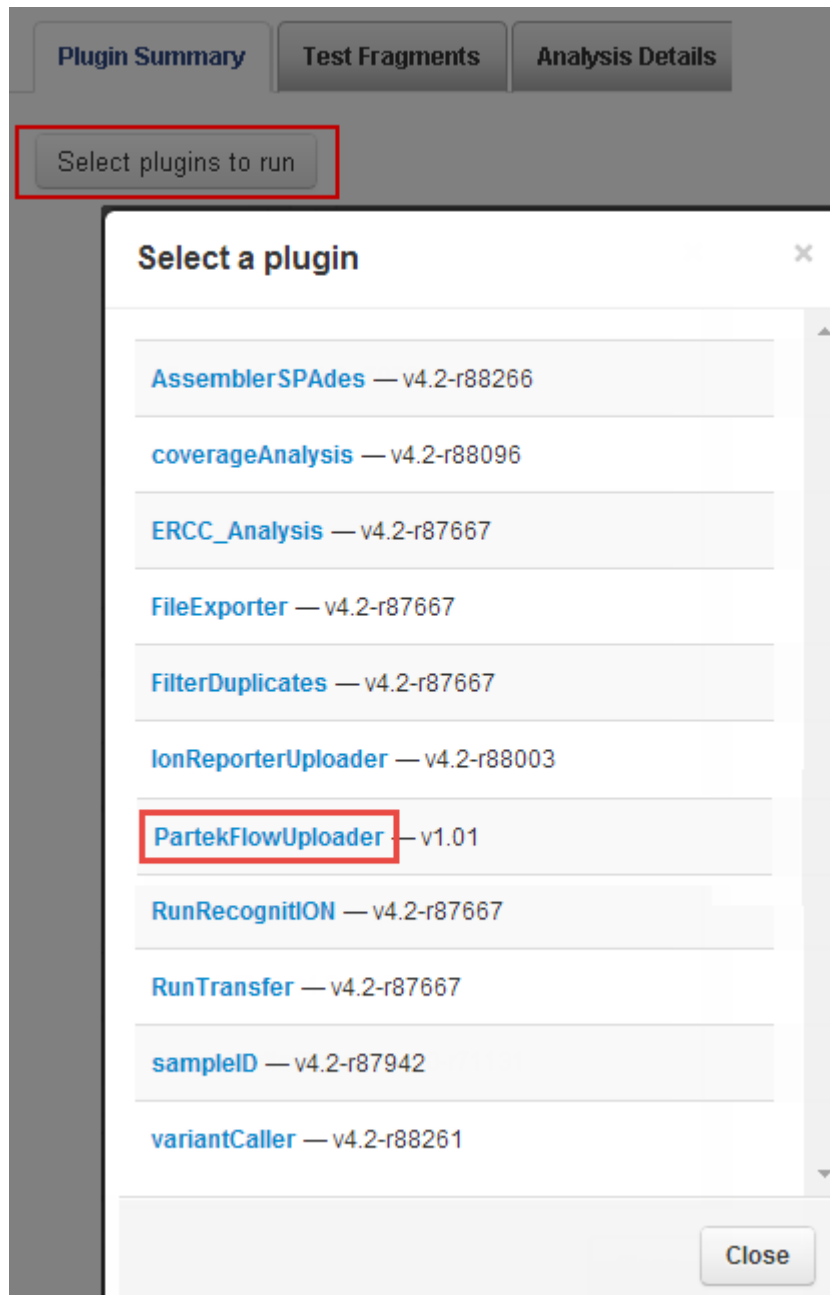 Plugin Summary Test Fragments Analysis Details
Select plugins to run
Select a plugin ×
AssemblerSPAdes — v4.2-r88266
coverageAnalysis — v4.2-r88096
ERCC_Analysis — v4.2-r87667
FileExporter — v4.2-r87667
FilterDuplicates — v4.2-r87667
IonReporterUploader — v4.2-r88003
PartekFlowUploader — v1.01
RunRecognitION — v4.2-r87667
RunTransfer — v4.2-r87667
sampleID — v4.2-r87942
variantCaller — v4.2-r88261
Close